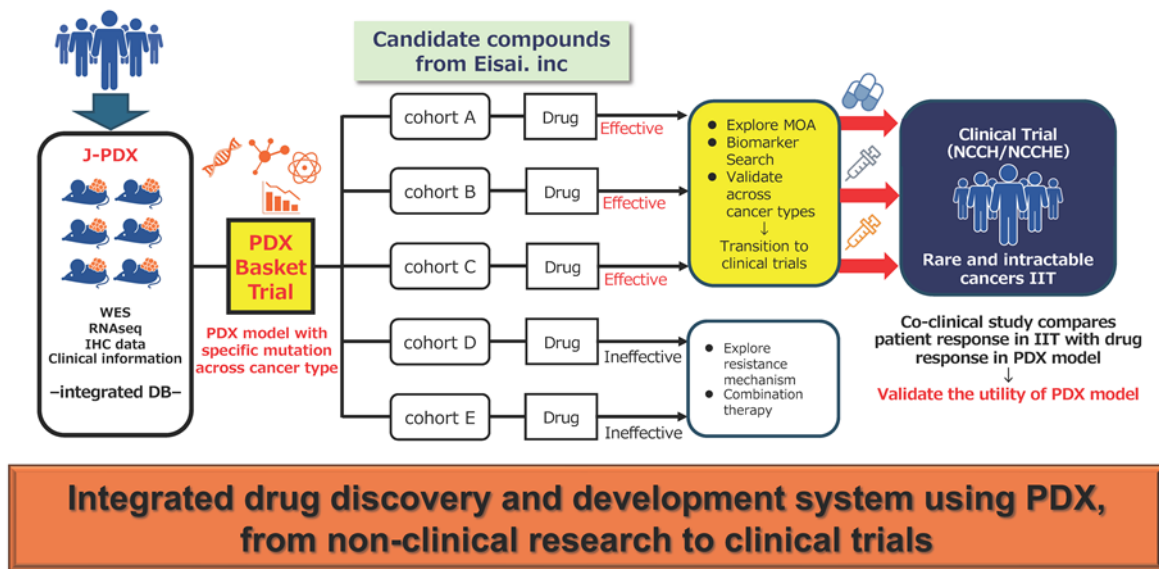 Candidate compounds
from Eisai. inc
J-PDX
WES
RNAseq
IHC data
Clinical information
–integrated DB–
PDX
Basket
Trial
PDX model with
specific mutation
across cancer type
cohort A
Drug
Effective
cohort B
Drug
Effective
cohort C
Drug
Effective
cohort D
Drug
Ineffective
cohort E
Drug
Ineffective
● Explore MOA
● Biomarker
Search
● Validate
across
cancer types
↓
Transition to
clinical trials
● Explore
resistance
mechanism
● Combination
therapy
Clinical Trial
(NCCH/NCCHE)
Rare and intractable
cancers IIT
Co-clinical study compares
patient response in IIT with drug
response in PDX model
↓
Validate the utility of PDX model
Integrated drug discovery and development system using PDX,
from non-clinical research to clinical trials